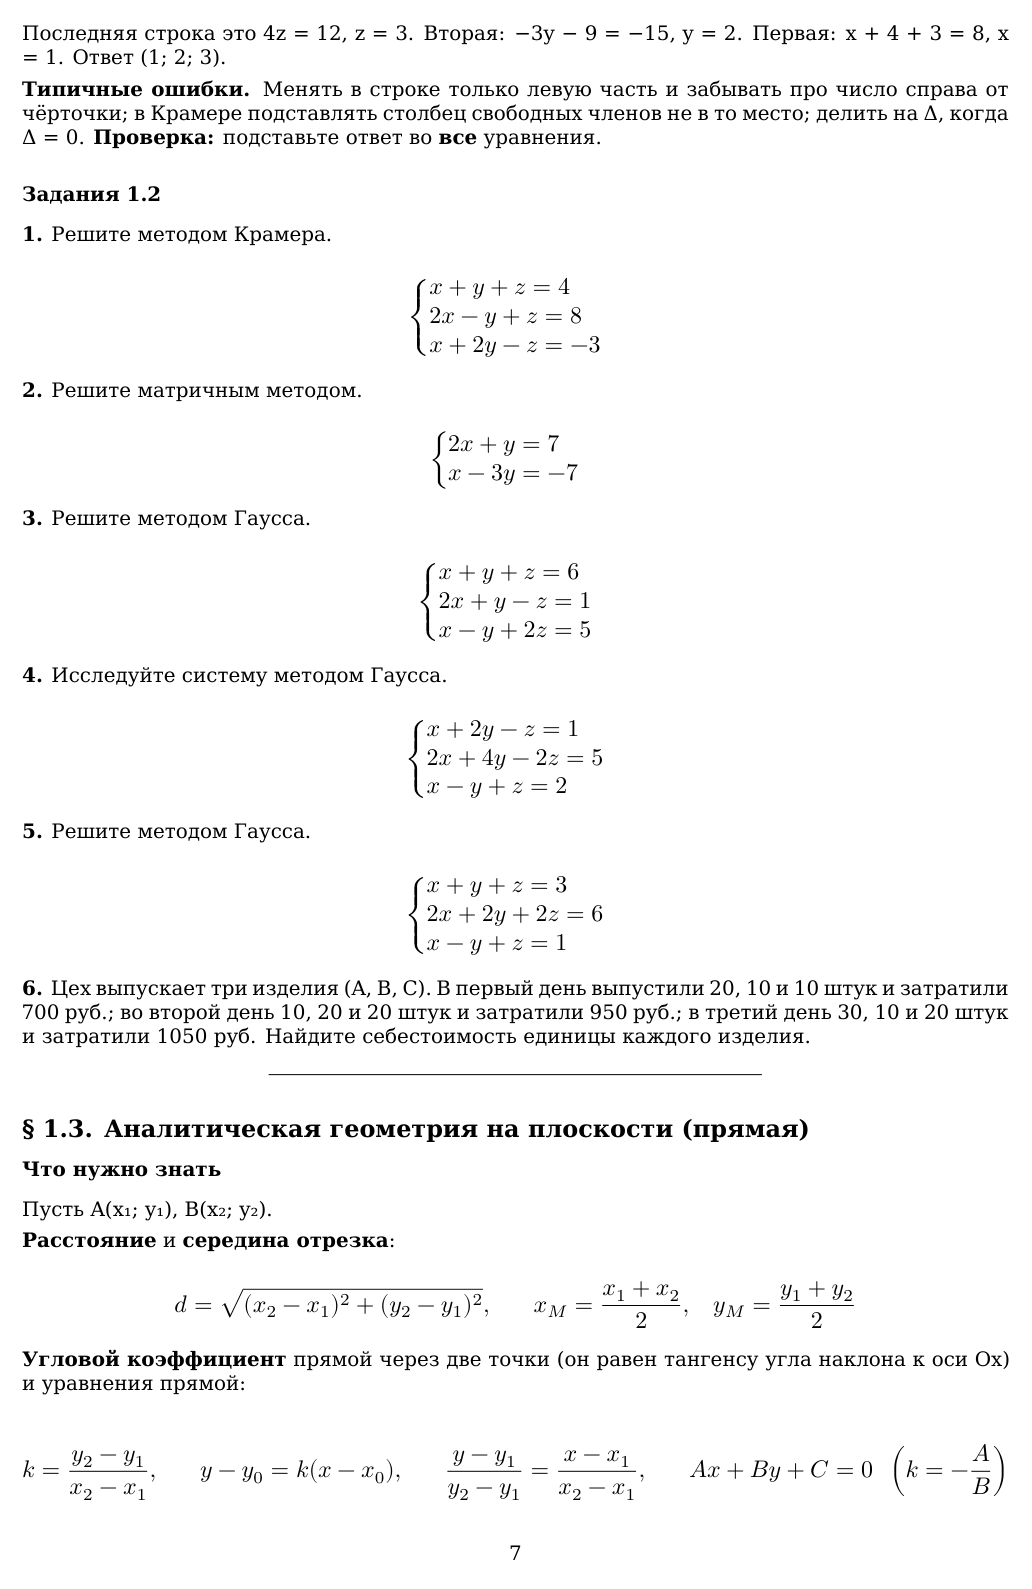 Последняя строка это 4z = 12, z = 3. Вторая: −3y − 9 = −15, y = 2. Первая: x + 4 + 3 = 8, x
= 1. Ответ (1; 2; 3).
Типичные ошибки. Менять в строке только левую часть и забывать про число справа от
чёрточки; в Крамере подставлять столбец свободных членов не в то место; делить на Δ, когда
Δ = 0. Проверка: подставьте ответ во все уравнения.
Задания 1.2
1. Решите методом Крамера.
x + y + z = 4
2x − y + z = 8
x + 2y − z = −3
2. Решите матричным методом.
2x + y = 7
x − 3y = −7
3. Решите методом Гаусса.
x + y + z = 6
2x + y − z = 1
x − y + 2z = 5
4. Исследуйте систему методом Гаусса.
x + 2y − z = 1
2x + 4y − 2z = 5
x − y + z = 2
5. Решите методом Гаусса.
x + y + z = 3
2x + 2y + 2z = 6
x − y + z = 1
6. Цех выпускает три изделия (A, B, C). В первый день выпустили 20, 10 и 10 штук и затратили
700 руб.; во второй день 10, 20 и 20 штук и затратили 950 руб.; в третий день 30, 10 и 20 штук
и затратили 1050 руб. Найдите себестоимость единицы каждого изделия.
§ 1.3. Аналитическая геометрия на плоскости (прямая)
Что нужно знать
Пусть A(x₁; y₁), B(x₂; y₂).
Расстояние и середина отрезка:
d = √((x₂ − x₁)² + (y₂ − y₁)²), x_M = (x₁ + x₂)/2, y_M = (y₁ + y₂)/2
Угловой коэффициент прямой через две точки (он равен тангенсу угла наклона к оси Ox)
и уравнения прямой:
k = (y₂ − y₁)/(x₂ − x₁), y − y₀ = k(x − x₀), (y − y₁)/(y₂ − y₁) = (x − x₁)/(x₂ − x₁), Ax + By + C = 0 (k = −A/B)
7